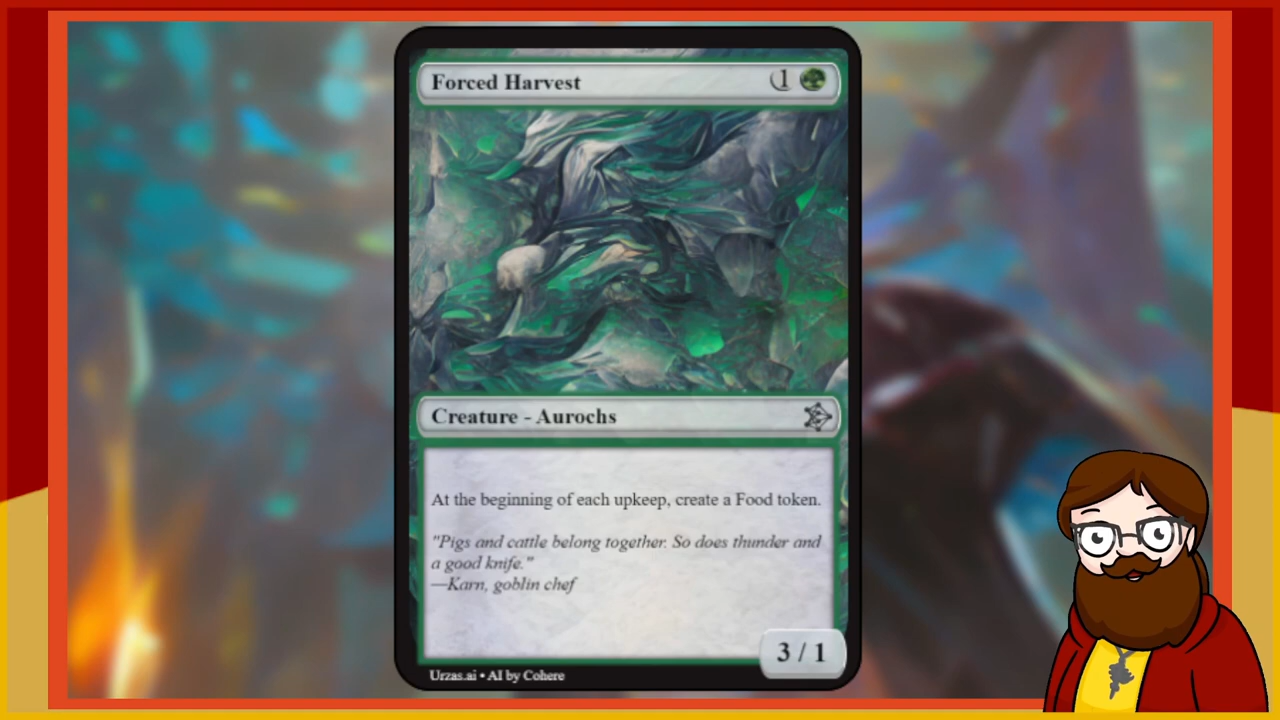 Forced Harvest 1
Creature - Aurochs
At the beginning of each upkeep, create a Food token.
"Pigs and cattle belong together. So does thunder and
a good knife."
—Karn, goblin chef
3 / 1
Urzas.ai • AI by Cohere